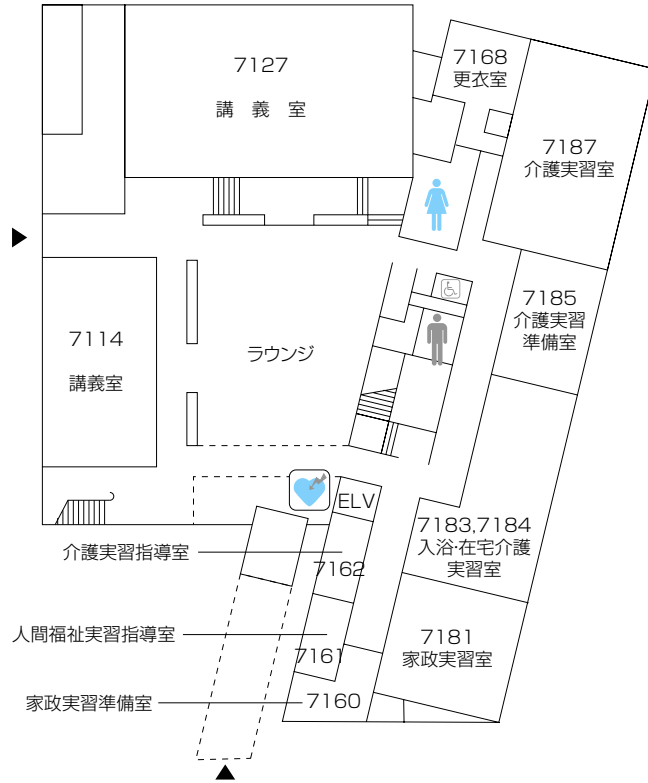 7127
講 義 室
7168
更衣室
7187
介護実習室
7185
介護実習
準備室
7114
講義室
ラウンジ
ELV
7183,7184
入浴・在宅介護
実習室
介護実習指導室
7162
7181
家政実習室
人間福祉実習指導室
7161
家政実習準備室
7160